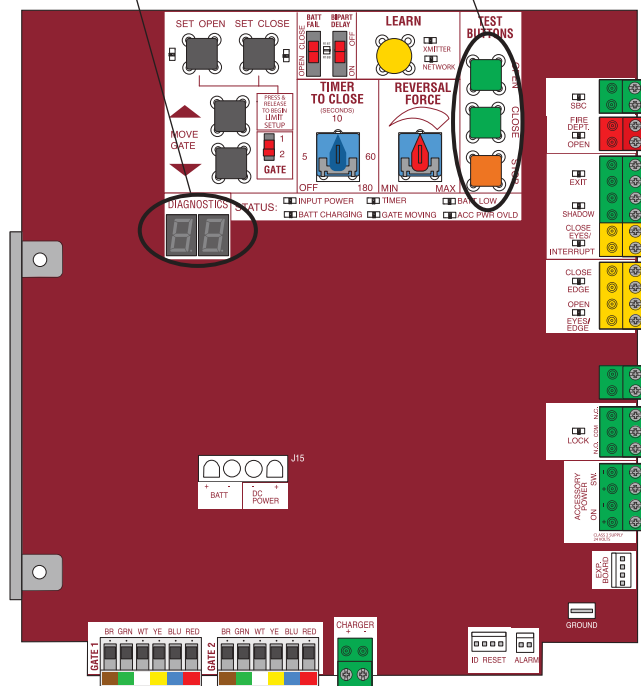 SET OPEN
SET CLOSE
BATT
FAIL
OPEN CLOSE
BIPART
DELAY
OFF
ON
LEARN
XMITTER
NETWORK
TEST
BUTTONS
OPEN
CLOSE
STOP
PRESS &
RELEASE
TO BEGIN
LIMIT
SETUP
MOVE
GATE
1
2
GATE
TIMER
TO CLOSE
(SECONDS)
10
5
60
OFF
180
REVERSAL
FORCE
MIN
MAX
DIAGNOSTICS
STATUS:
INPUT POWER
TIMER
BATT LOW
BATT CHARGING
GATE MOVING
ACC PWR OVLD
SBC
FIRE
DEPT.
OPEN
EXIT
SHADOW
CLOSE
EYES/
INTERRUPT
CLOSE
EDGE
OPEN
EYES/
EDGE
N.C.
COM
N.O.
LOCK
ACCESSORY
POWER
SW.
ON
- + - +
CLASS 2 SUPPLY
24 VOLTS
EXP.
BOARD
GROUND
J15
+ - - +
BATT
DC
POWER
GATE 1
BR GRN WT YE BLU RED
GATE 2
BR GRN WT YE BLU RED
CHARGER
+ -
ID RESET
ALARM